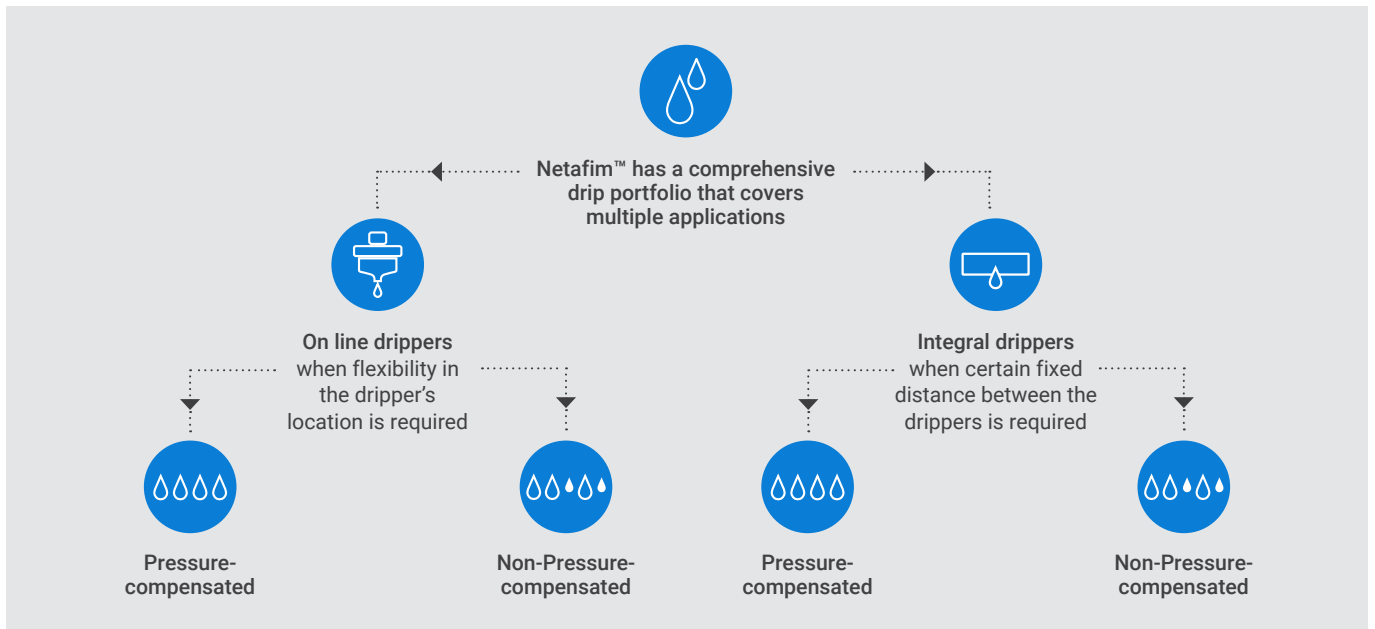 Netafim™ has a comprehensive
drip portfolio that covers
multiple applications
On line drippers
when flexibility in
the dripper's
location is required
Integral drippers
when certain fixed
distance between the
drippers is required
Pressure-
compensated
Non-Pressure-
compensated
Pressure-
compensated
Non-Pressure-
compensated